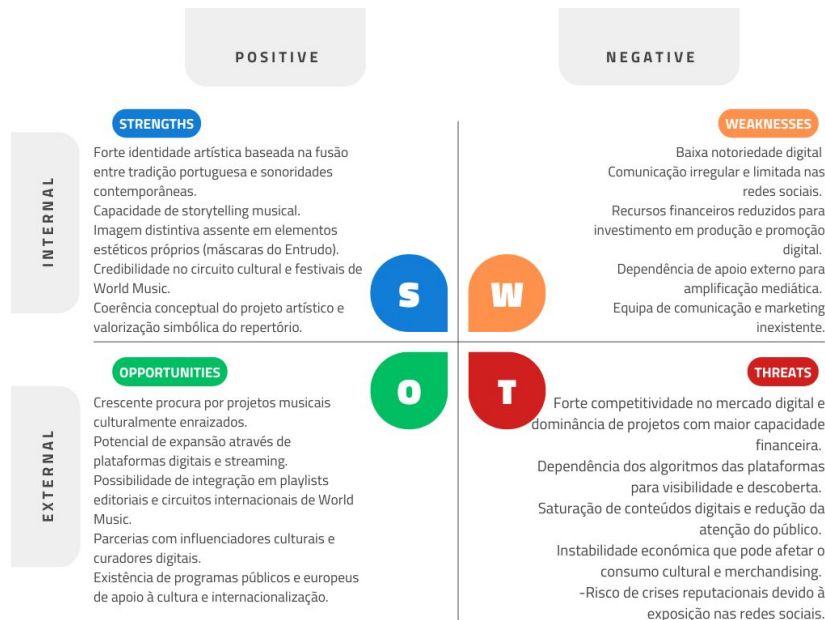 POSITIVE
NEGATIVE
INTERNAL
STRENGTHS
Forte identidade artística baseada na fusão
entre tradição portuguesa e sonoridades
contemporâneas.
Capacidade de storytelling musical.
Imagem distintiva assente em elementos
estéticos próprios (máscaras do Entrudo).
Credibilidade no circuito cultural e festivais de
World Music.
Coerência conceptual do projeto artístico e
valorização simbólica do repertório.
S
WEAKNESSES
Baixa notoriedade digital
Comunicação irregular e limitada nas
redes sociais.
Recursos financeiros reduzidos para
investimento em produção e promoção
digital.
Dependência de apoio externo para
amplificação mediática.
Equipa de comunicação e marketing
inexistente.
W
EXTERNAL
OPPORTUNITIES
Crescente procura por projetos musicais
culturalmente enraizados.
Potencial de expansão através de
plataformas digitais e streaming.
Possibilidade de integração em playlists
editoriais e circuitos internacionais de World
Music.
Parcerias com influenciadores culturais e
curadores digitais.
Existência de programas públicos e europeus
de apoio à cultura e internacionalização.
O
THREATS
T
Forte competitividade no mercado digital e
dominância de projetos com maior capacidade
financeira.
Dependência dos algoritmos das plataformas
para visibilidade e descoberta.
Saturação de conteúdos digitais e redução da
atenção do público.
Instabilidade económica que pode afetar o
consumo cultural e merchandising.
-Risco de crises reputacionais devido à
exposição nas redes sociais.